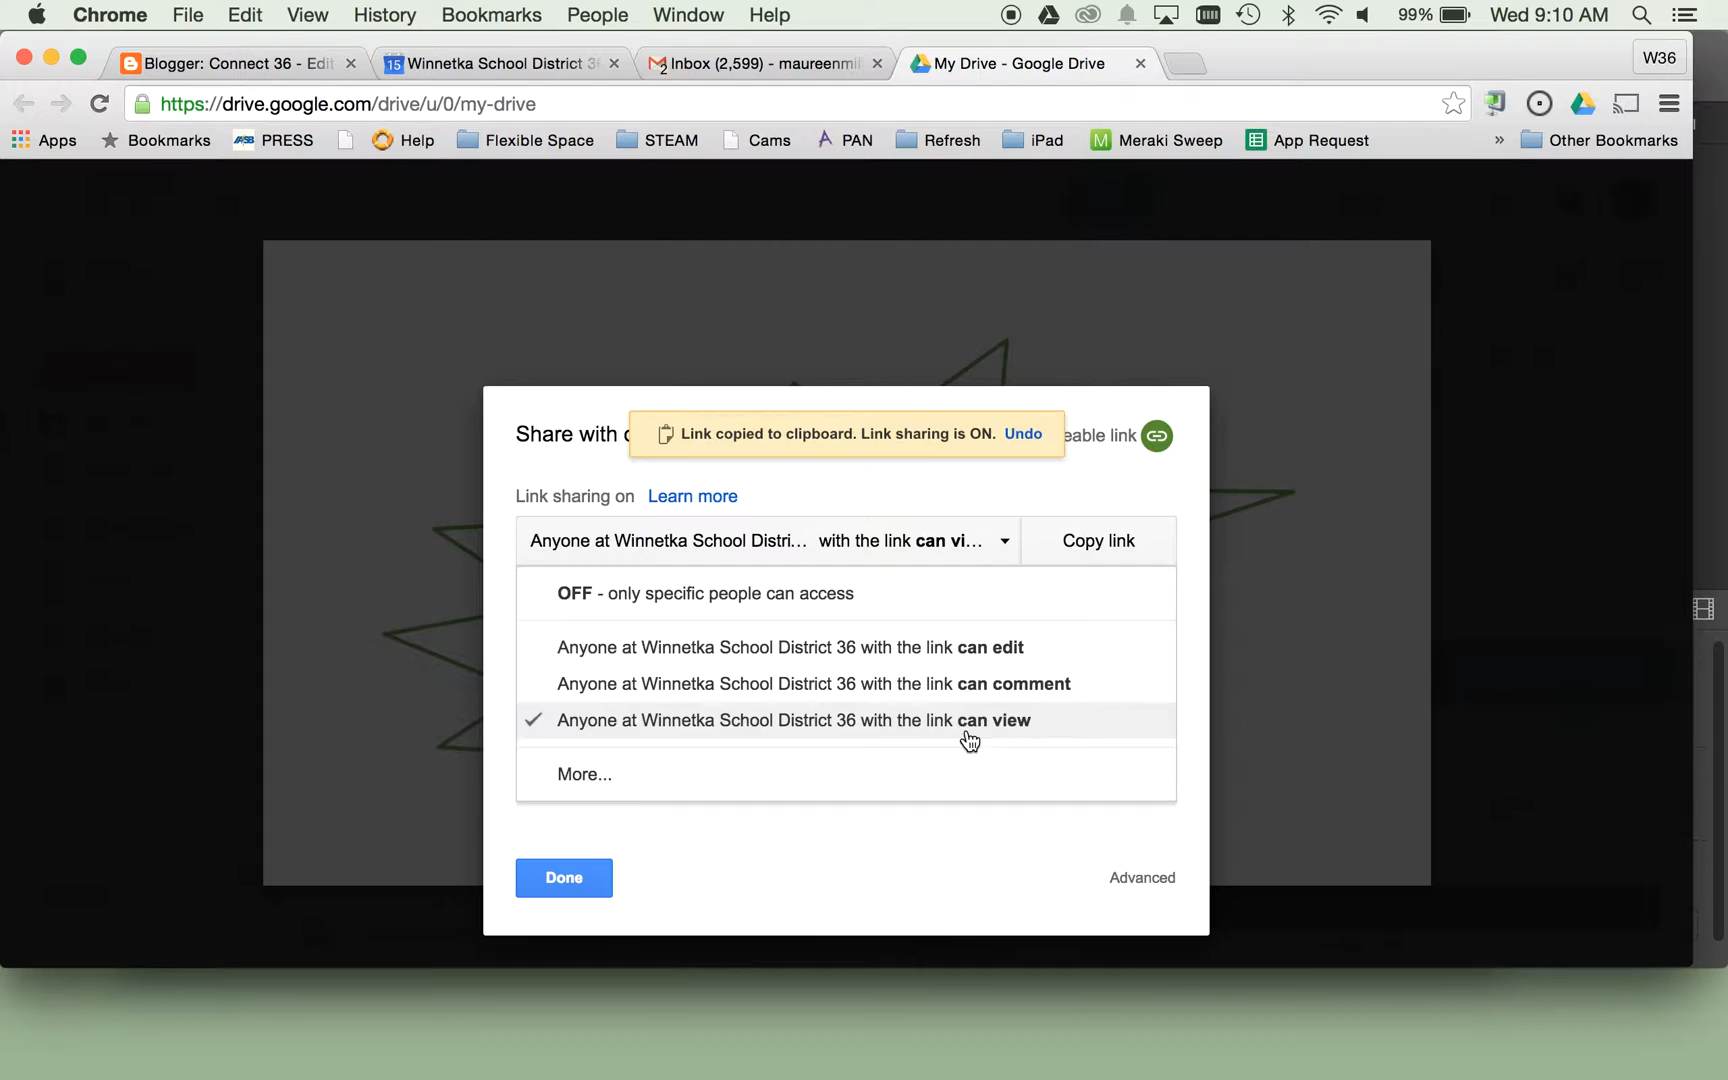 Chrome File Edit View History Bookmarks People Window Help 99% Wed 9:10 AM
Blogger: Connect 36 - Edit 15 Winnetka School District 36 2 Inbox (2,599) - maureenmil My Drive - Google Drive W36
https://drive.google.com/drive/u/0/my-drive
Apps Bookmarks PRESS Help Flexible Space STEAM Cams PAN Refresh iPad M Meraki Sweep App Request » Other Bookmarks
Share with Link copied to clipboard. Link sharing is ON. Undo eable link
Link sharing on Learn more
Anyone at Winnetka School Distri... with the link can vi... Copy link
OFF - only specific people can access
Anyone at Winnetka School District 36 with the link can edit
Anyone at Winnetka School District 36 with the link can comment
Anyone at Winnetka School District 36 with the link can view
More...
Done Advanced